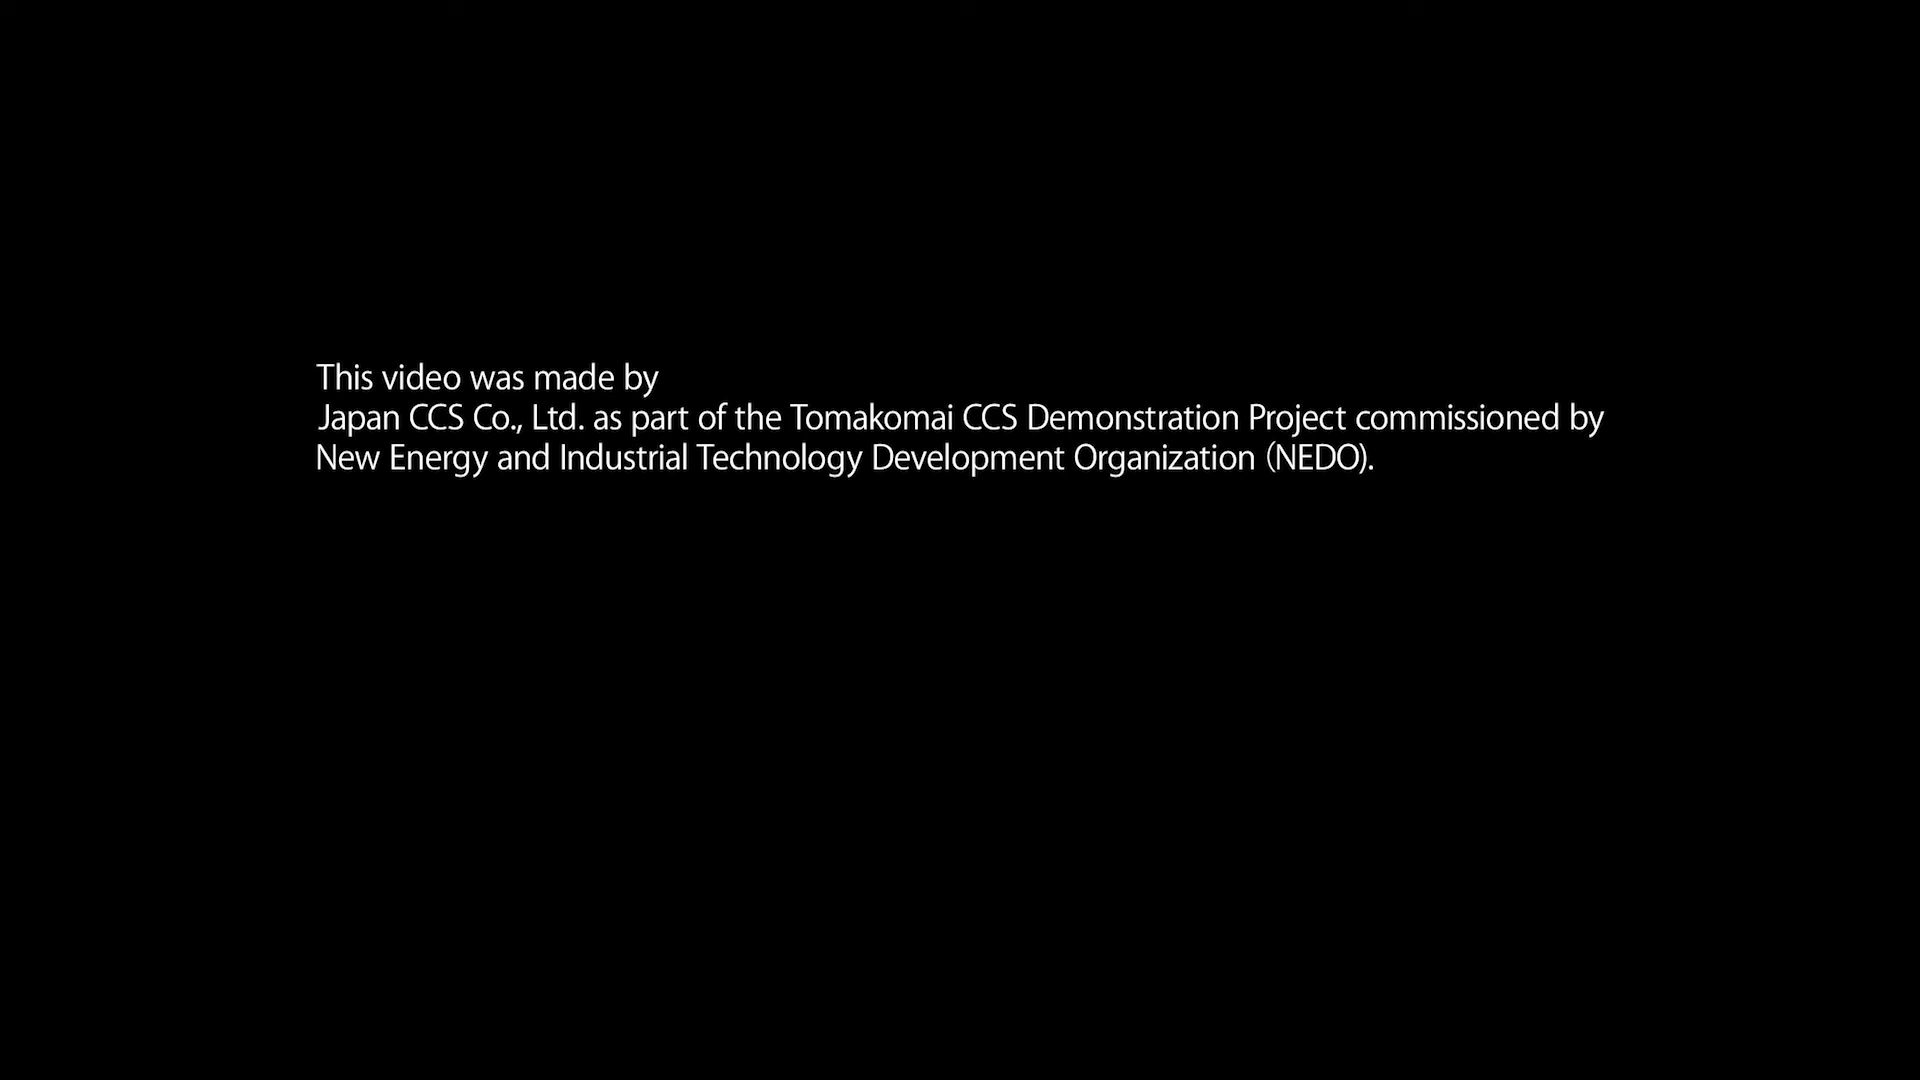 This video was made by
Japan CCS Co., Ltd. as part of the Tomakomai CCS Demonstration Project commissioned by
New Energy and Industrial Technology Development Organization (NEDO).